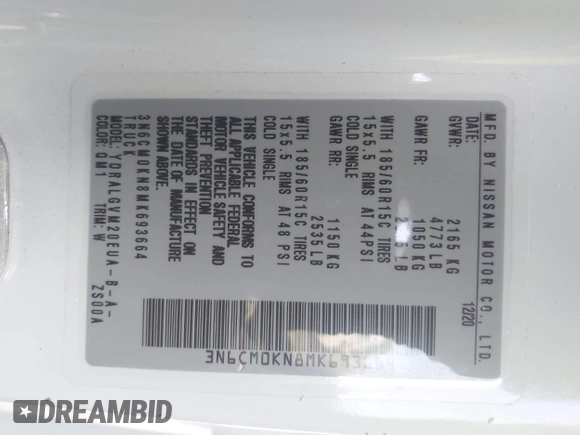 MFD. BY NISSAN MOTOR CO., LTD.
DATE: 12/20
GVWR: 2165 KG
4773 LB
GAWR FR: 1050 KG
LB
WITH 185/60R15C TIRES
15x5.5 RIMS AT 44PSI
COLD SINGLE
GAWR RR: 1150 KG
2535 LB
WITH 185/60R15C TIRES
15x5.5 RIMS AT 48 PSI
COLD SINGLE
THIS VEHICLE CONFORMS TO
ALL APPLICABLE FEDERAL
MOTOR VEHICLE SAFETY AND
THEFT PREVENTION
STANDARDS IN EFFECT ON
THE DATE OF MANUFACTURE
SHOWN ABOVE.
3N6CM0KN8MK693664
TRUCK
MODEL: YDRALGVM20EUA-B-A-
ZS00A
COLOR: QM1 TRIM: W
3N6CM0KN8MK693664
DREAMBID